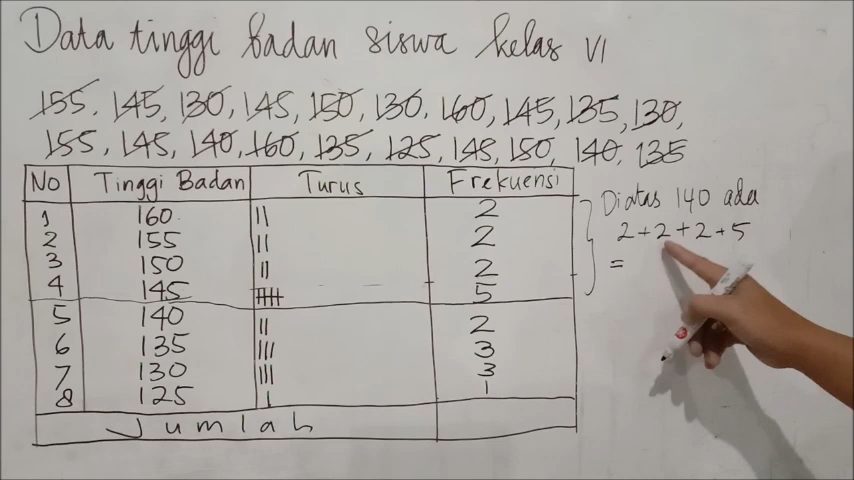 Data tinggi badan siswa kelas VI
155, 145, 130, 145, 150, 130, 160, 145, 135, 130,
155, 145, 140, 160, 135, 125, 145, 150, 140, 135
No Tinggi Badan Turus Frekuensi
1 160 || 2
2 155 || 2
3 150 || 2
4 145 |||| 5
5 140 || 2
6 135 ||| 3
7 130 ||| 3
8 125 | 1
Jumlah
Diatas 140 ada
2 + 2 + 2 + 5
=